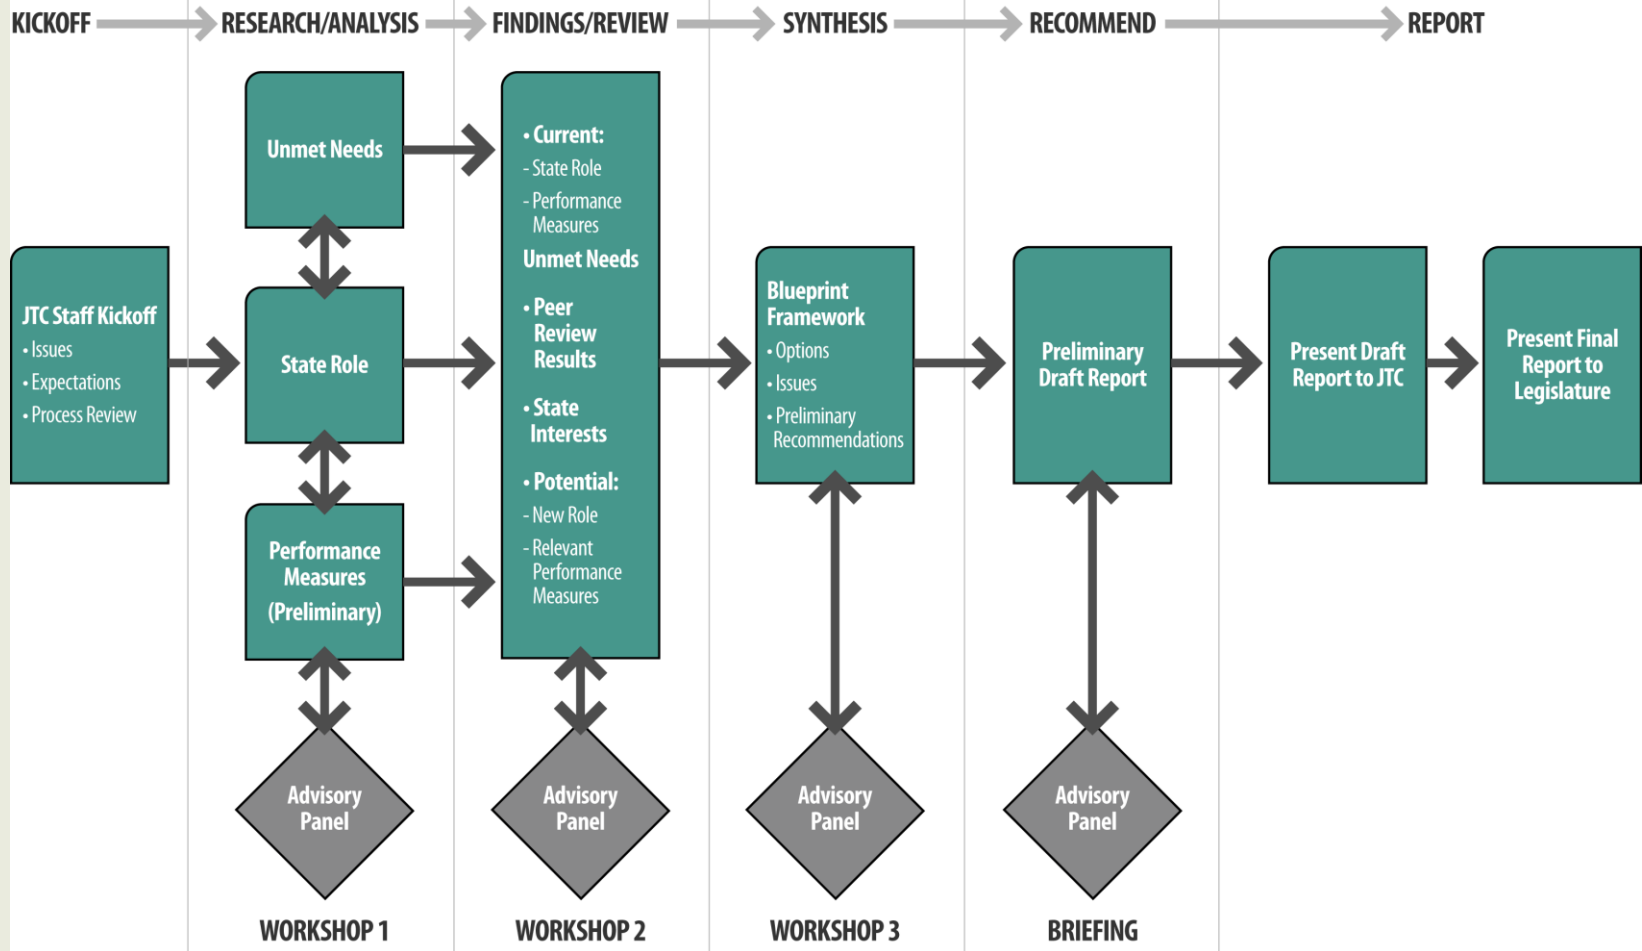 KICKOFF
RESEARCH/ANALYSIS
FINDINGS/REVIEW
SYNTHESIS
RECOMMEND
REPORT
JTC Staff Kickoff
• Issues
• Expectations
• Process Review
Unmet Needs
State Role
Performance
Measures
(Preliminary)
• Current:
- State Role
- Performance
Measures
Unmet Needs
• Peer
Review
Results
• State
Interests
• Potential:
- New Role
- Relevant
Performance
Measures
Blueprint
Framework
• Options
• Issues
• Preliminary
Recommendations
Preliminary
Draft Report
Present Draft
Report to JTC
Present Final
Report to
Legislature
Advisory
Panel
Advisory
Panel
Advisory
Panel
Advisory
Panel
WORKSHOP 1
WORKSHOP 2
WORKSHOP 3
BRIEFING